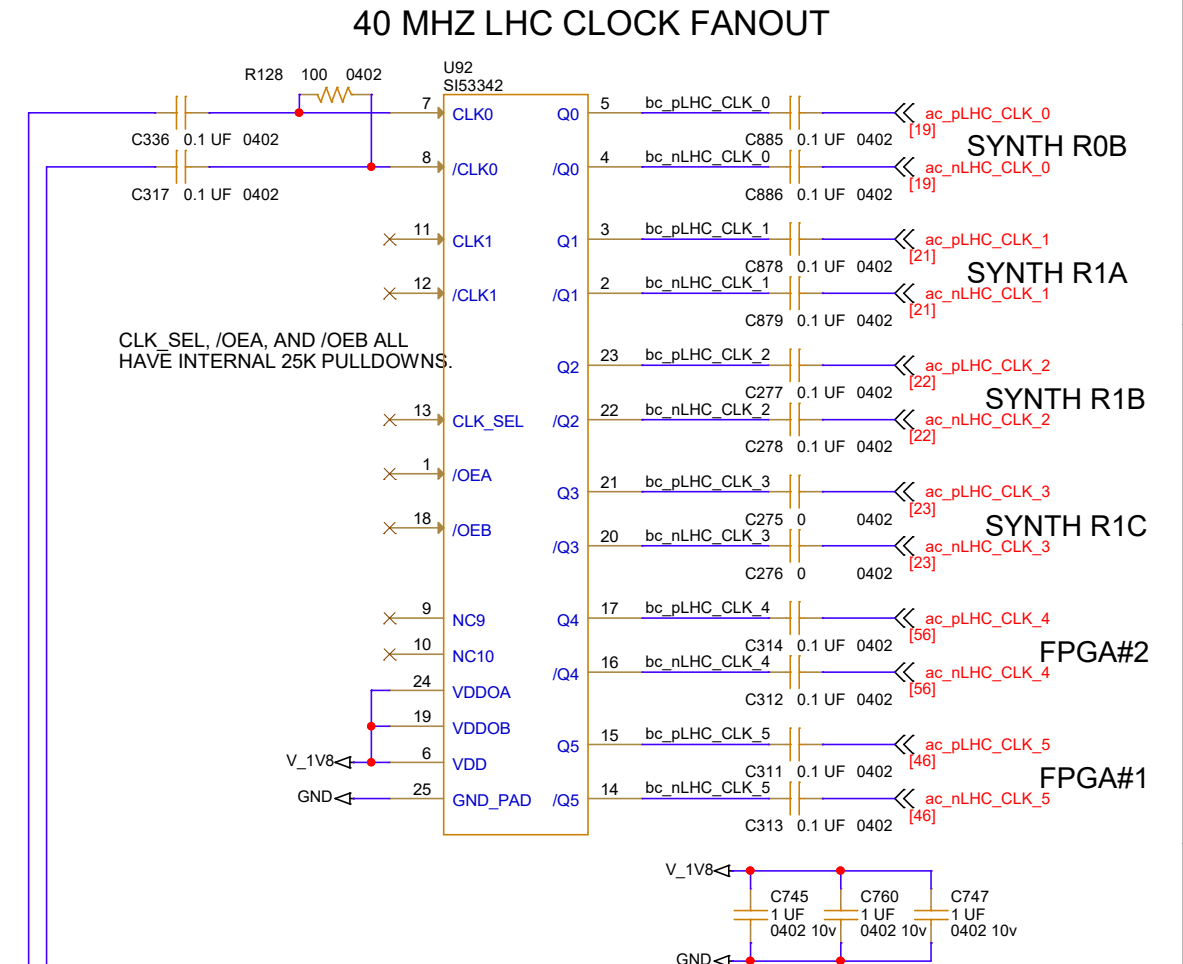 40 MHZ LHC CLOCK FANOUT
R128 100 0402
U92
SI53342
C336 0.1 UF 0402
C317 0.1 UF 0402
7 CLK0
8 /CLK0
11 CLK1
12 /CLK1
CLK_SEL, /OEA, AND /OEB ALL
HAVE INTERNAL 25K PULLDOWNS.
13 CLK_SEL
1 /OEA
18 /OEB
9 NC9
10 NC10
24 VDDOA
19 VDDOB
V_1V8 6 VDD
GND 25 GND_PAD
Q0 5 bc_pLHC_CLK_0 ac_pLHC_CLK_0
C885 0.1 UF 0402 [19]
SYNTH R0B
/Q0 4 bc_nLHC_CLK_0 ac_nLHC_CLK_0
C886 0.1 UF 0402 [19]
Q1 3 bc_pLHC_CLK_1 ac_pLHC_CLK_1
C878 0.1 UF 0402 [21]
SYNTH R1A
/Q1 2 bc_nLHC_CLK_1 ac_nLHC_CLK_1
C879 0.1 UF 0402 [21]
Q2 23 bc_pLHC_CLK_2 ac_pLHC_CLK_2
C277 0.1 UF 0402 [22]
SYNTH R1B
/Q2 22 bc_nLHC_CLK_2 ac_nLHC_CLK_2
C278 0.1 UF 0402 [22]
Q3 21 bc_pLHC_CLK_3 ac_pLHC_CLK_3
C275 0 0402 [23]
SYNTH R1C
/Q3 20 bc_nLHC_CLK_3 ac_nLHC_CLK_3
C276 0 0402 [23]
Q4 17 bc_pLHC_CLK_4 ac_pLHC_CLK_4
C314 0.1 UF 0402 [56]
FPGA#2
/Q4 16 bc_nLHC_CLK_4 ac_nLHC_CLK_4
C312 0.1 UF 0402 [56]
Q5 15 bc_pLHC_CLK_5 ac_pLHC_CLK_5
C311 0.1 UF 0402 [46]
FPGA#1
/Q5 14 bc_nLHC_CLK_5 ac_nLHC_CLK_5
C313 0.1 UF 0402 [46]
V_1V8
C745 C760 C747
1 UF 1 UF 1 UF
0402 10v 0402 10v 0402 10v
GND